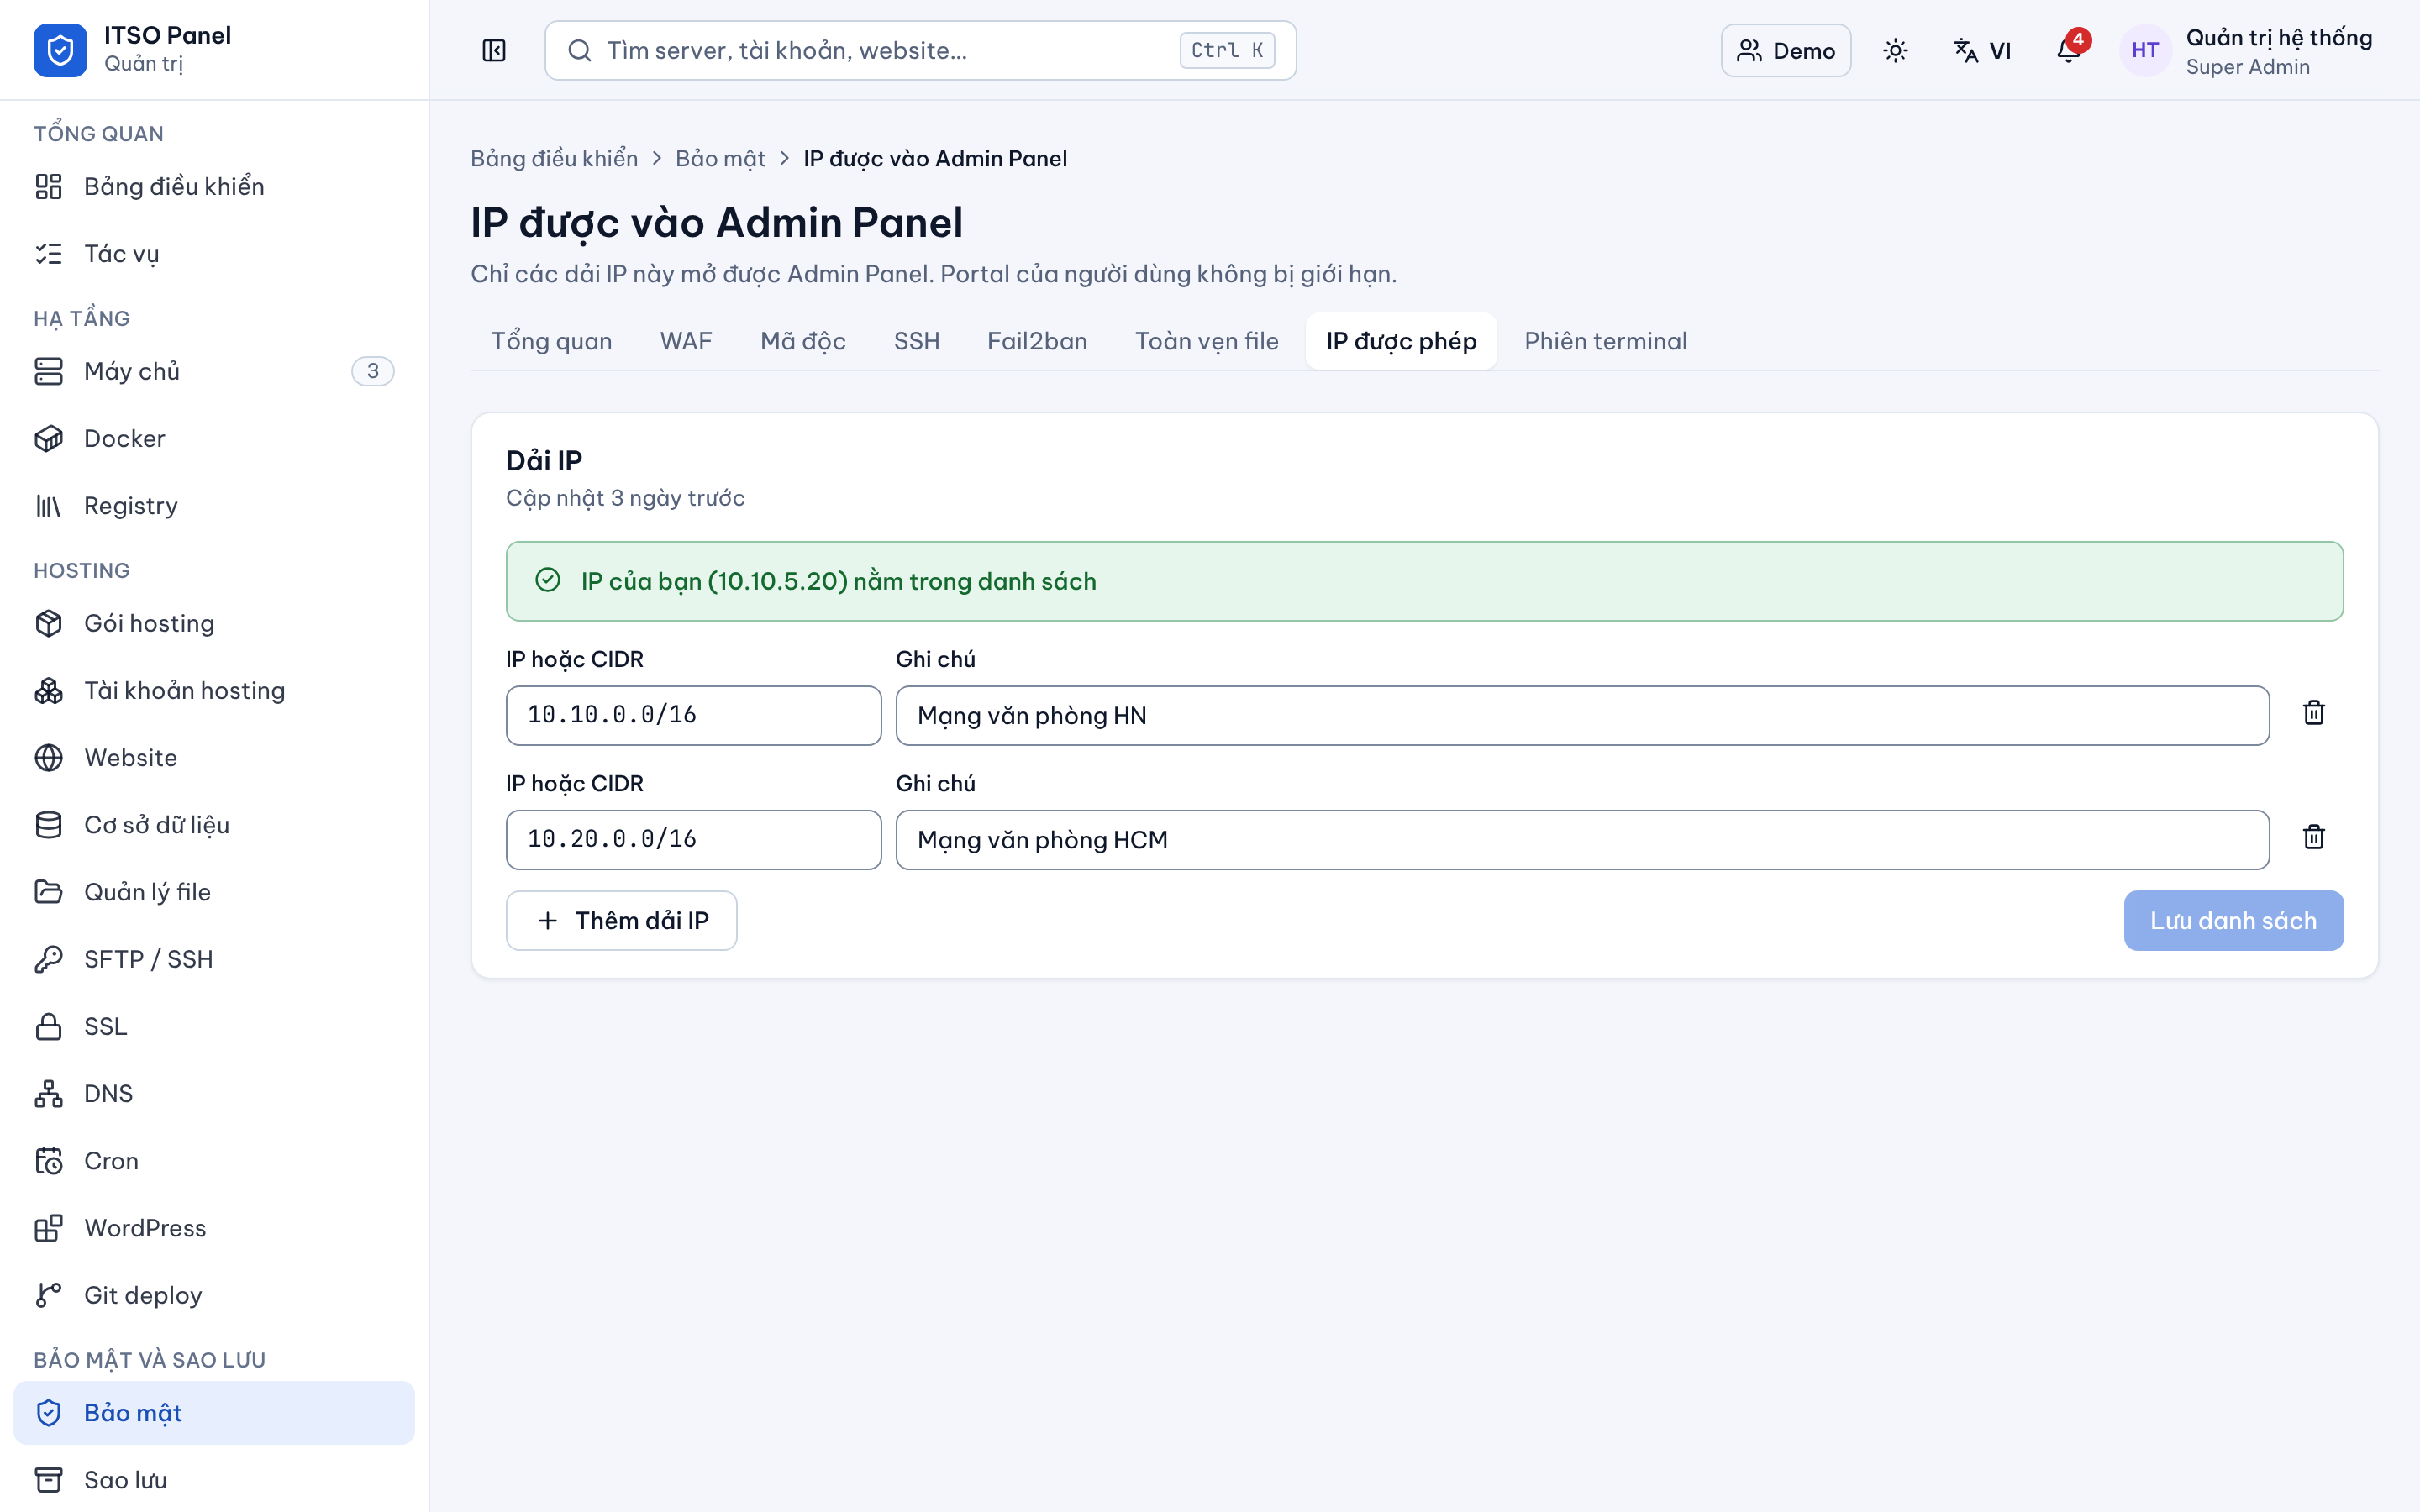 ITSO Panel
Quản trị
Tìm server, tài khoản, website...
Ctrl K
Demo
VI
4
HT
Quản trị hệ thống
Super Admin
TỔNG QUAN
Bảng điều khiển
Tác vụ
HẠ TẦNG
Máy chủ
3
Docker
Registry
HOSTING
Gói hosting
Tài khoản hosting
Website
Cơ sở dữ liệu
Quản lý file
SFTP / SSH
SSL
DNS
Cron
WordPress
Git deploy
BẢO MẬT VÀ SAO LƯU
Bảo mật
Sao lưu
Bảng điều khiển > Bảo mật > IP được vào Admin Panel
IP được vào Admin Panel
Chỉ các dải IP này mở được Admin Panel. Portal của người dùng không bị giới hạn.
Tổng quan WAF Mã độc SSH Fail2ban Toàn vẹn file IP được phép Phiên terminal
Dải IP
Cập nhật 3 ngày trước
IP của bạn (10.10.5.20) nằm trong danh sách
IP hoặc CIDR Ghi chú
10.10.0.0/16 Mạng văn phòng HN
IP hoặc CIDR Ghi chú
10.20.0.0/16 Mạng văn phòng HCM
Thêm dải IP
Lưu danh sách